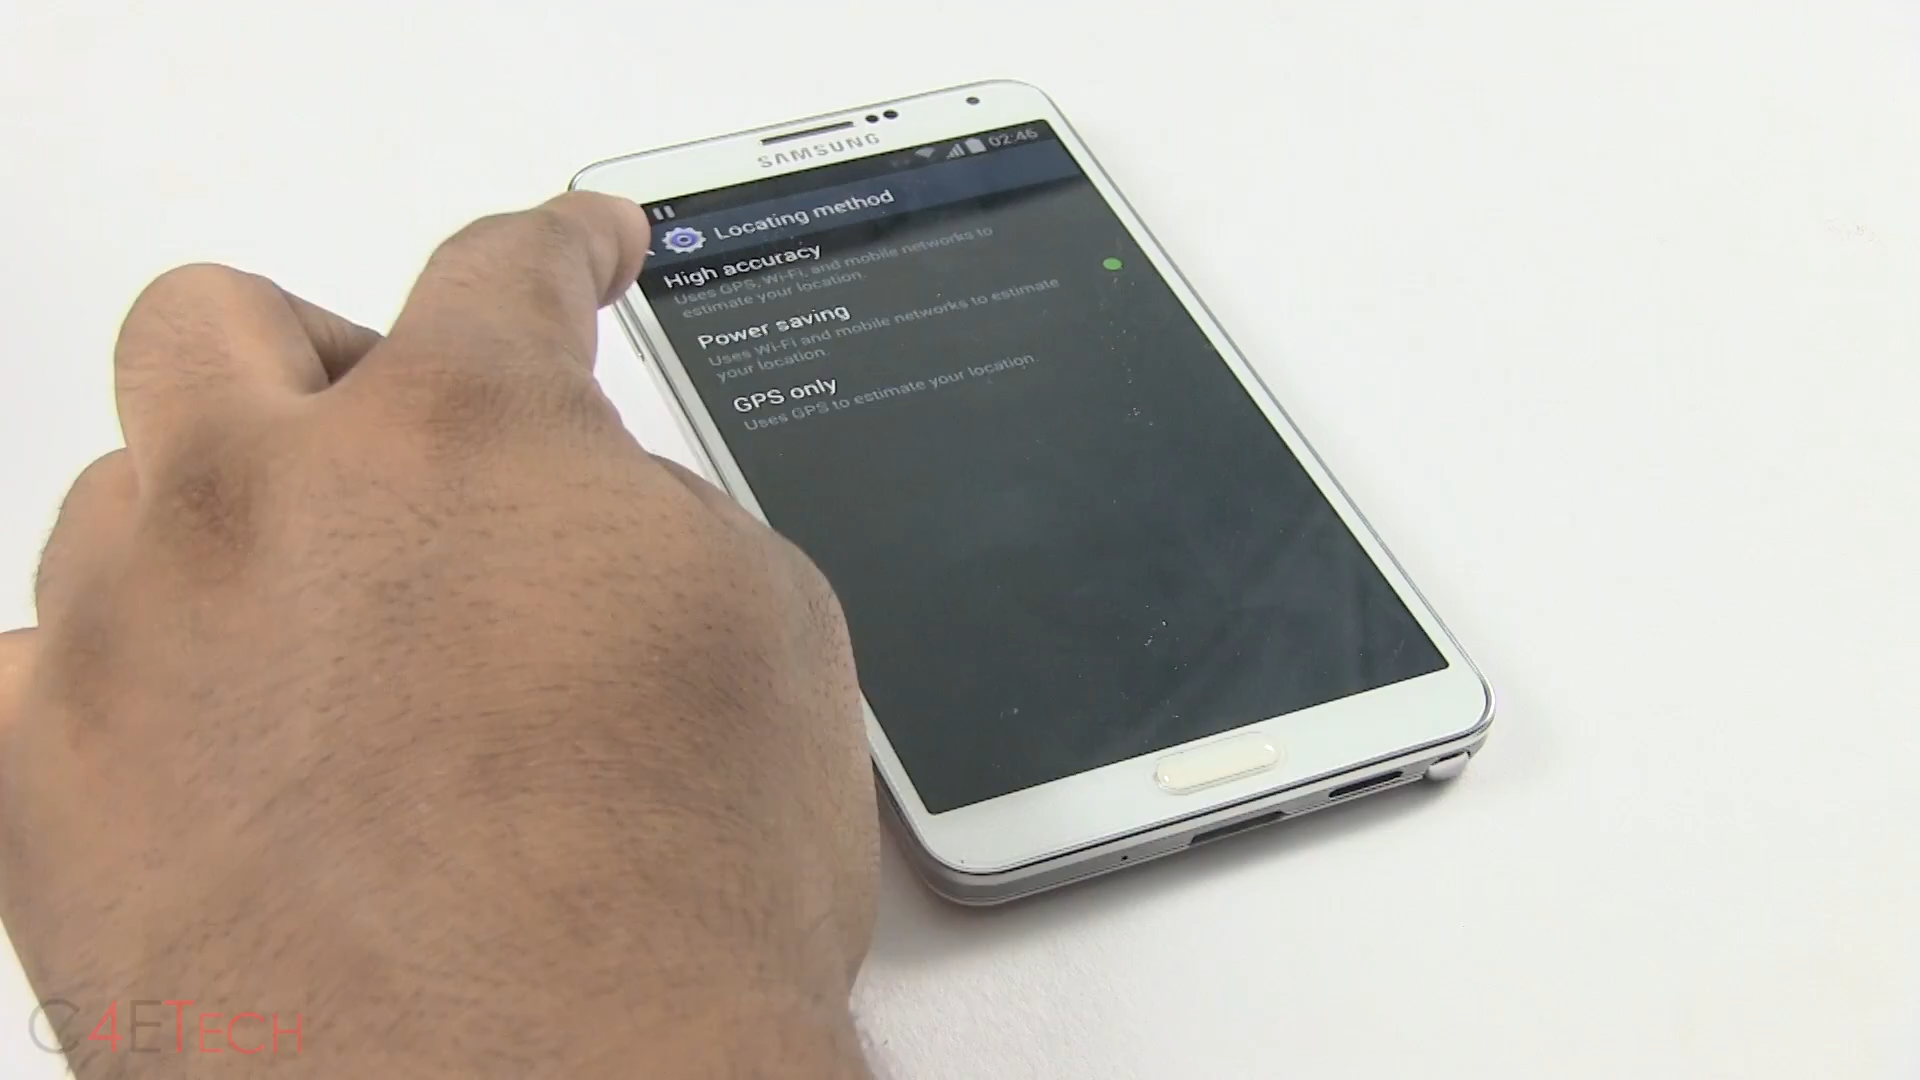 SAMSUNG
02:46
Locating method
High accuracy
Uses GPS, Wi-Fi, and mobile networks to
estimate your location.
Power saving
Uses Wi-Fi and mobile networks to estimate
your location.
GPS only
Uses GPS to estimate your location.
C4ETECH